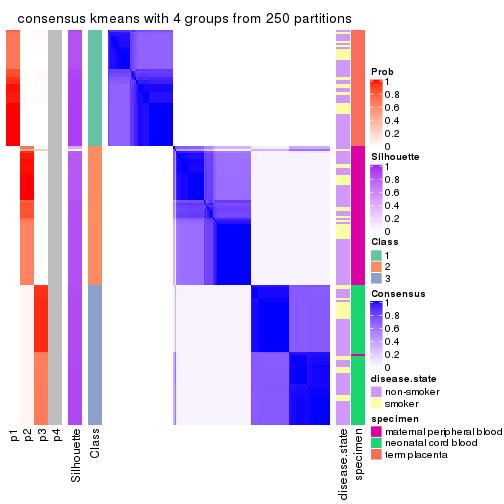 consensus kmeans with 4 groups from 250 partitions
Prob
1
0.8
0.6
0.4
0.2
0
Silhouette
1
0.8
0.6
0.4
0.2
0
Class
1
2
3
Consensus
1
0.8
0.6
0.4
0.2
0
disease.state
non-smoker
smoker
specimen
maternal peripheral blood
neonatal cord blood
term placenta
p1
p2
p3
p4
Silhouette
Class
disease.state
specimen